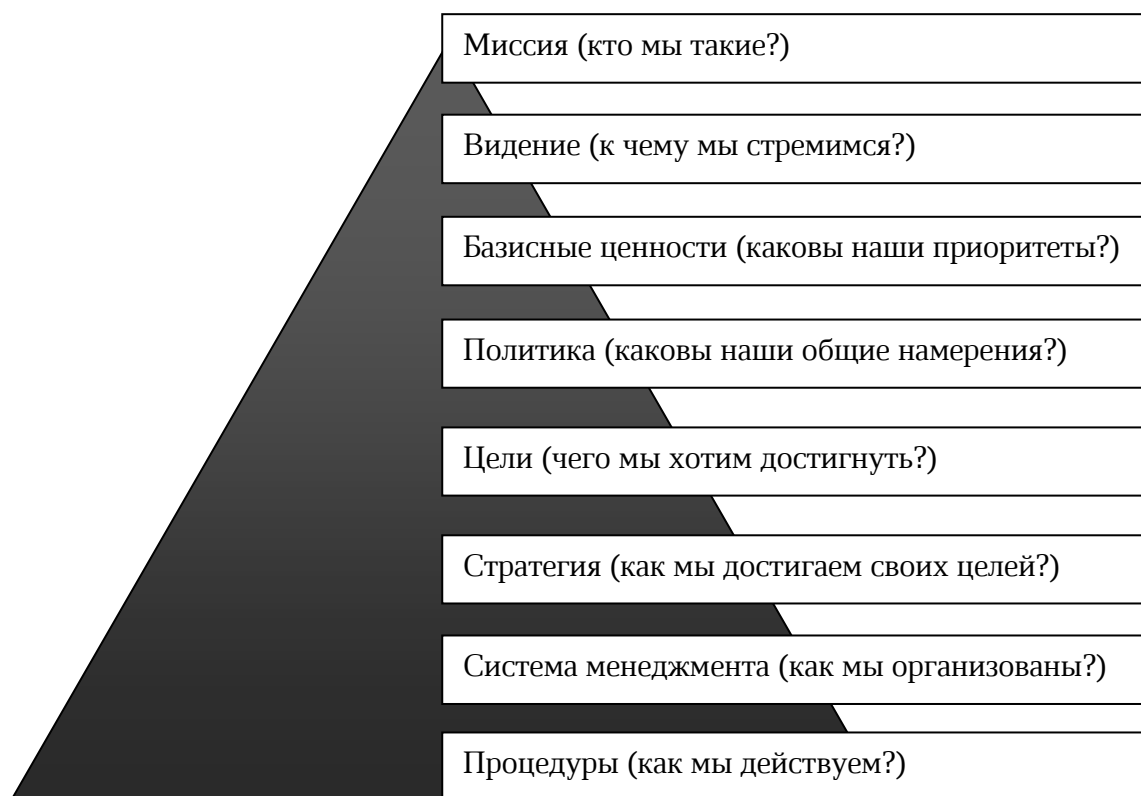 Миссия (кто мы такие?)
Видение (к чему мы стремимся?)
Базисные ценности (каковы наши приоритеты?)
Политика (каковы наши общие намерения?)
Цели (чего мы хотим достигнуть?)
Стратегия (как мы достигаем своих целей?)
Система менеджмента (как мы организованы?)
Процедуры (как мы действуем?)